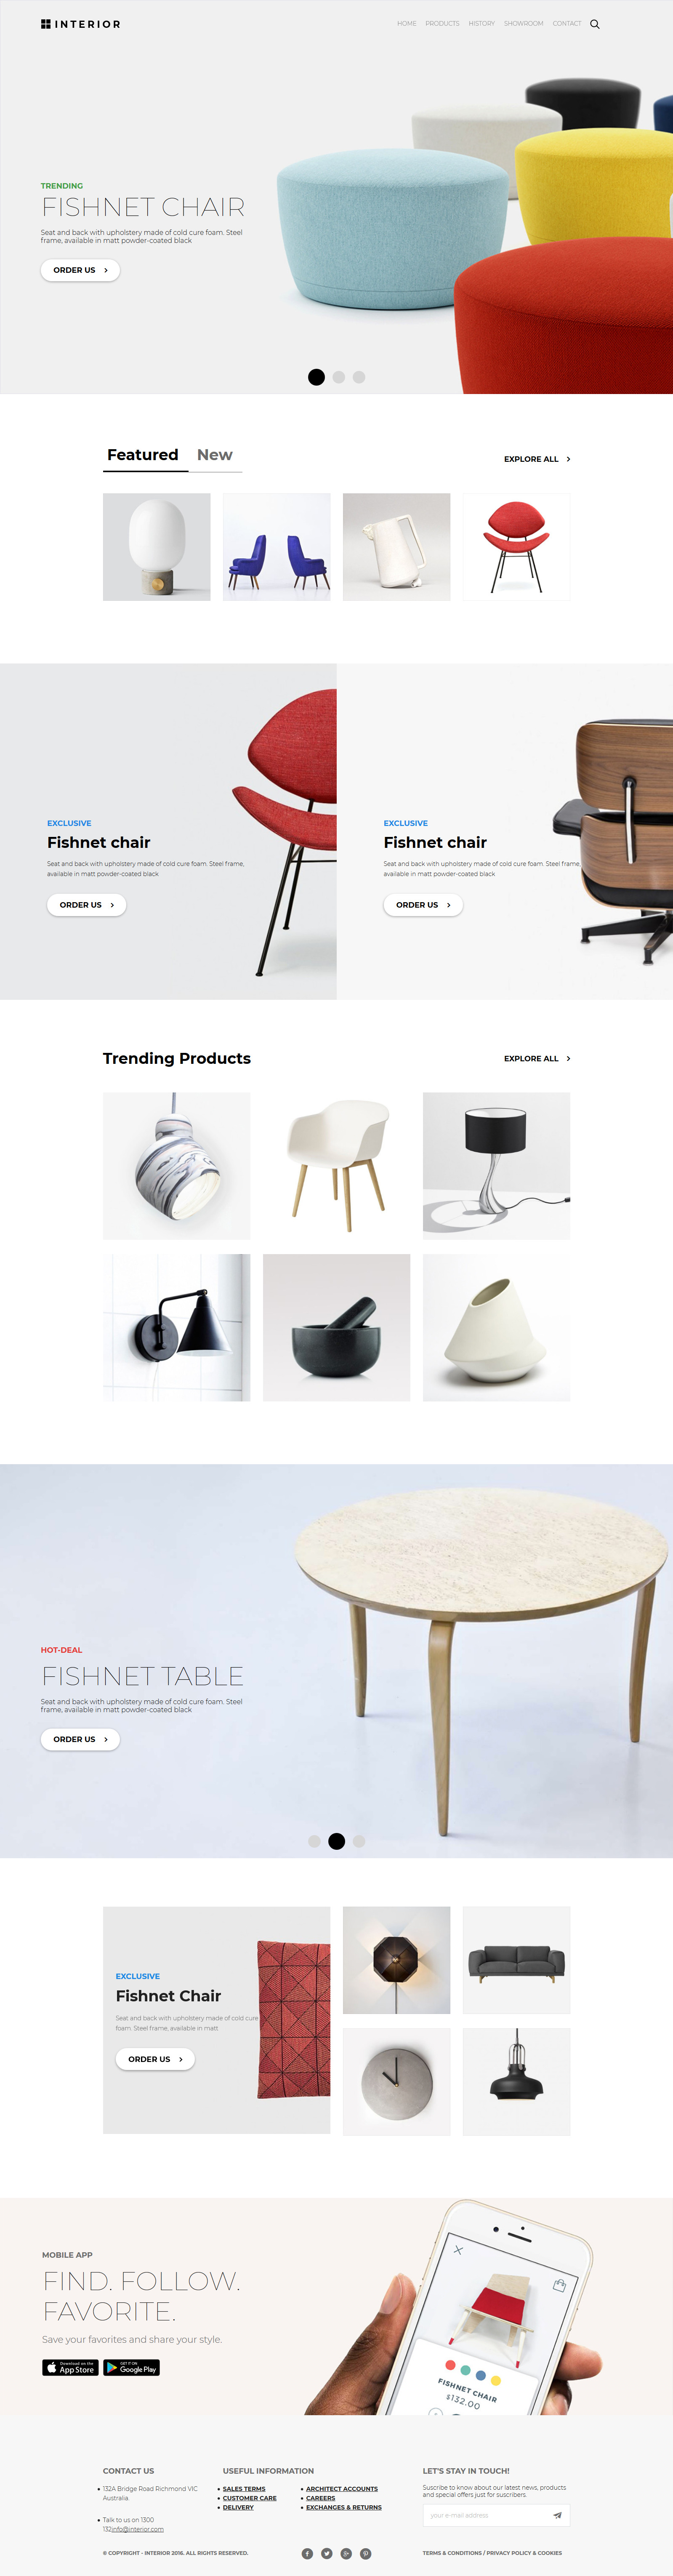 INTERIOR
HOME PRODUCTS HISTORY SHOWROOM CONTACT
TRENDING
FISHNET CHAIR
Seat and back with upholstery made of cold cure foam. Steel
frame, available in matt powder-coated black
ORDER US
Featured New
EXPLORE ALL
EXCLUSIVE
Fishnet chair
Seat and back with upholstery made of cold cure foam. Steel frame,
available in matt powder-coated black
ORDER US
EXCLUSIVE
Fishnet chair
Seat and back with upholstery made of cold cure foam. Steel frame,
available in matt powder-coated black
ORDER US
Trending Products
EXPLORE ALL
HOT-DEAL
FISHNET TABLE
Seat and back with upholstery made of cold cure foam. Steel
frame, available in matt powder-coated black
ORDER US
EXCLUSIVE
Fishnet Chair
Seat and back with upholstery made of cold cure
foam. Steel frame, available in matt
ORDER US
MOBILE APP
FIND. FOLLOW.
FAVORITE.
Save your favorites and share your style.
Download on the
App Store
GET IT ON
Google Play
FISHNET CHAIR
$132.00
CONTACT US
132A Bridge Road Richmond VIC
Australia.
Talk to us on 1300
132info@interior.com
USEFUL INFORMATION
SALES TERMS
CUSTOMER CARE
DELIVERY
ARCHITECT ACCOUNTS
CAREERS
EXCHANGES & RETURNS
LET'S STAY IN TOUCH!
Suscribe to know about our latest news, products
and special offers just for suscribers.
your e-mail address
© COPYRIGHT - INTERIOR 2016. ALL RIGHTS RESERVED.
TERMS & CONDITIONS / PRIVACY POLICY & COOKIES